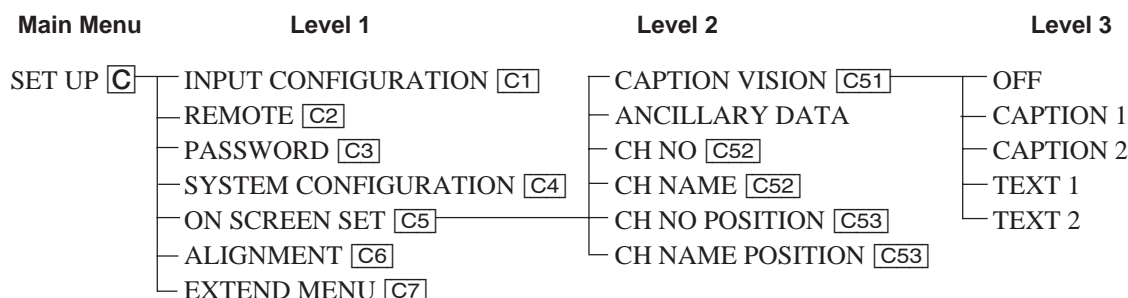 Main Menu Level 1 Level 2 Level 3
SET UP C INPUT CONFIGURATION C1 CAPTION VISION C51 OFF
REMOTE C2 ANCILLARY DATA CAPTION 1
PASSWORD C3 CH NO C52 CAPTION 2
SYSTEM CONFIGURATION C4 CH NAME C52 TEXT 1
ON SCREEN SET C5 CH NO POSITION C53 TEXT 2
ALIGNMENT C6 CH NAME POSITION C53
EXTEND MENU C7